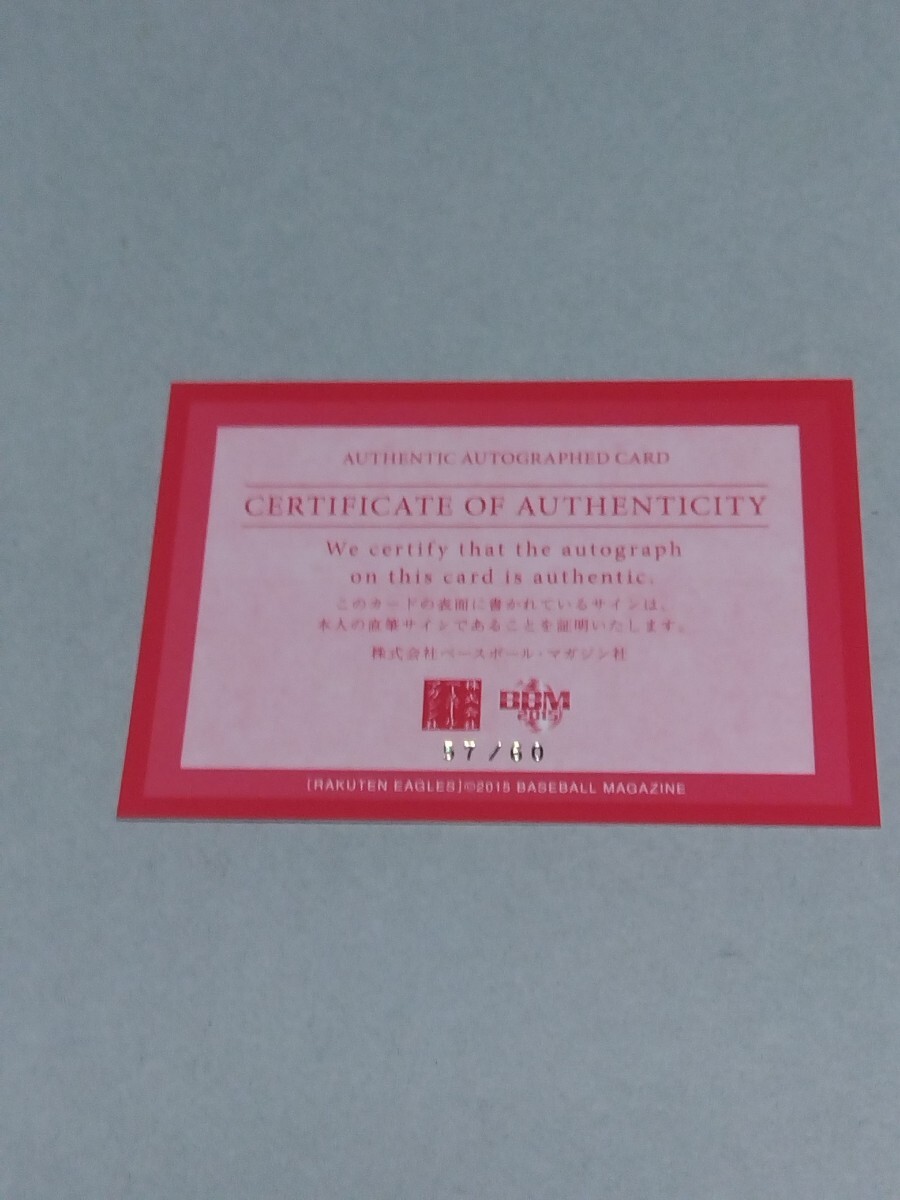 AUTHENTIC AUTOGRAPHED CARD
CERTIFICATE OF AUTHENTICITY
We certify that the autograph
on this card is authentic.
このカードの表面に書かれているサインは、
本人の直筆サインであることを証明いたします。
株式会社ベースボール・マガジン社
BBM
2015
57/60
[RAKUTEN EAGLES]©2015 BASEBALL MAGAZINE